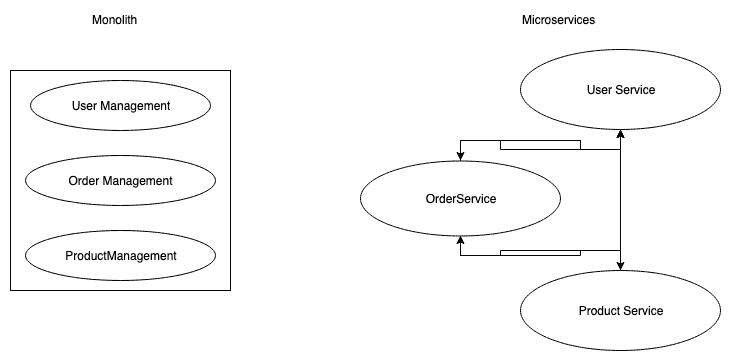 Monolith
Microservices
User Management
Order Management
ProductManagement
User Service
OrderService
Product Service